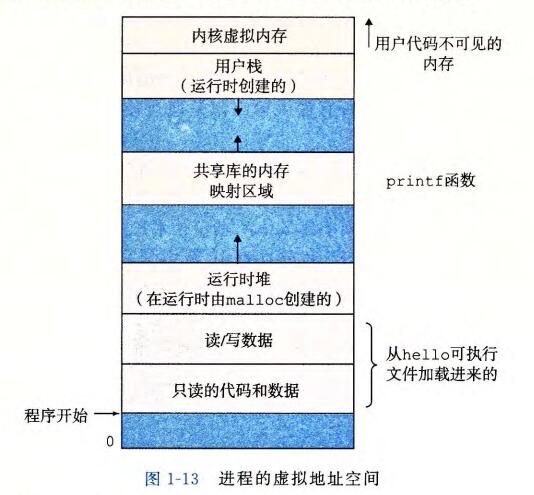 内核虚拟内存
用户代码不可见的
内存
用户栈
(运行时创建的)
共享库的内存
映射区域
printf函数
运行时堆
(在运行时由malloc创建的)
读/写数据
从hello可执行
文件加载进来的
只读的代码和数据
程序开始
0
图 1-13 进程的虚拟地址空间